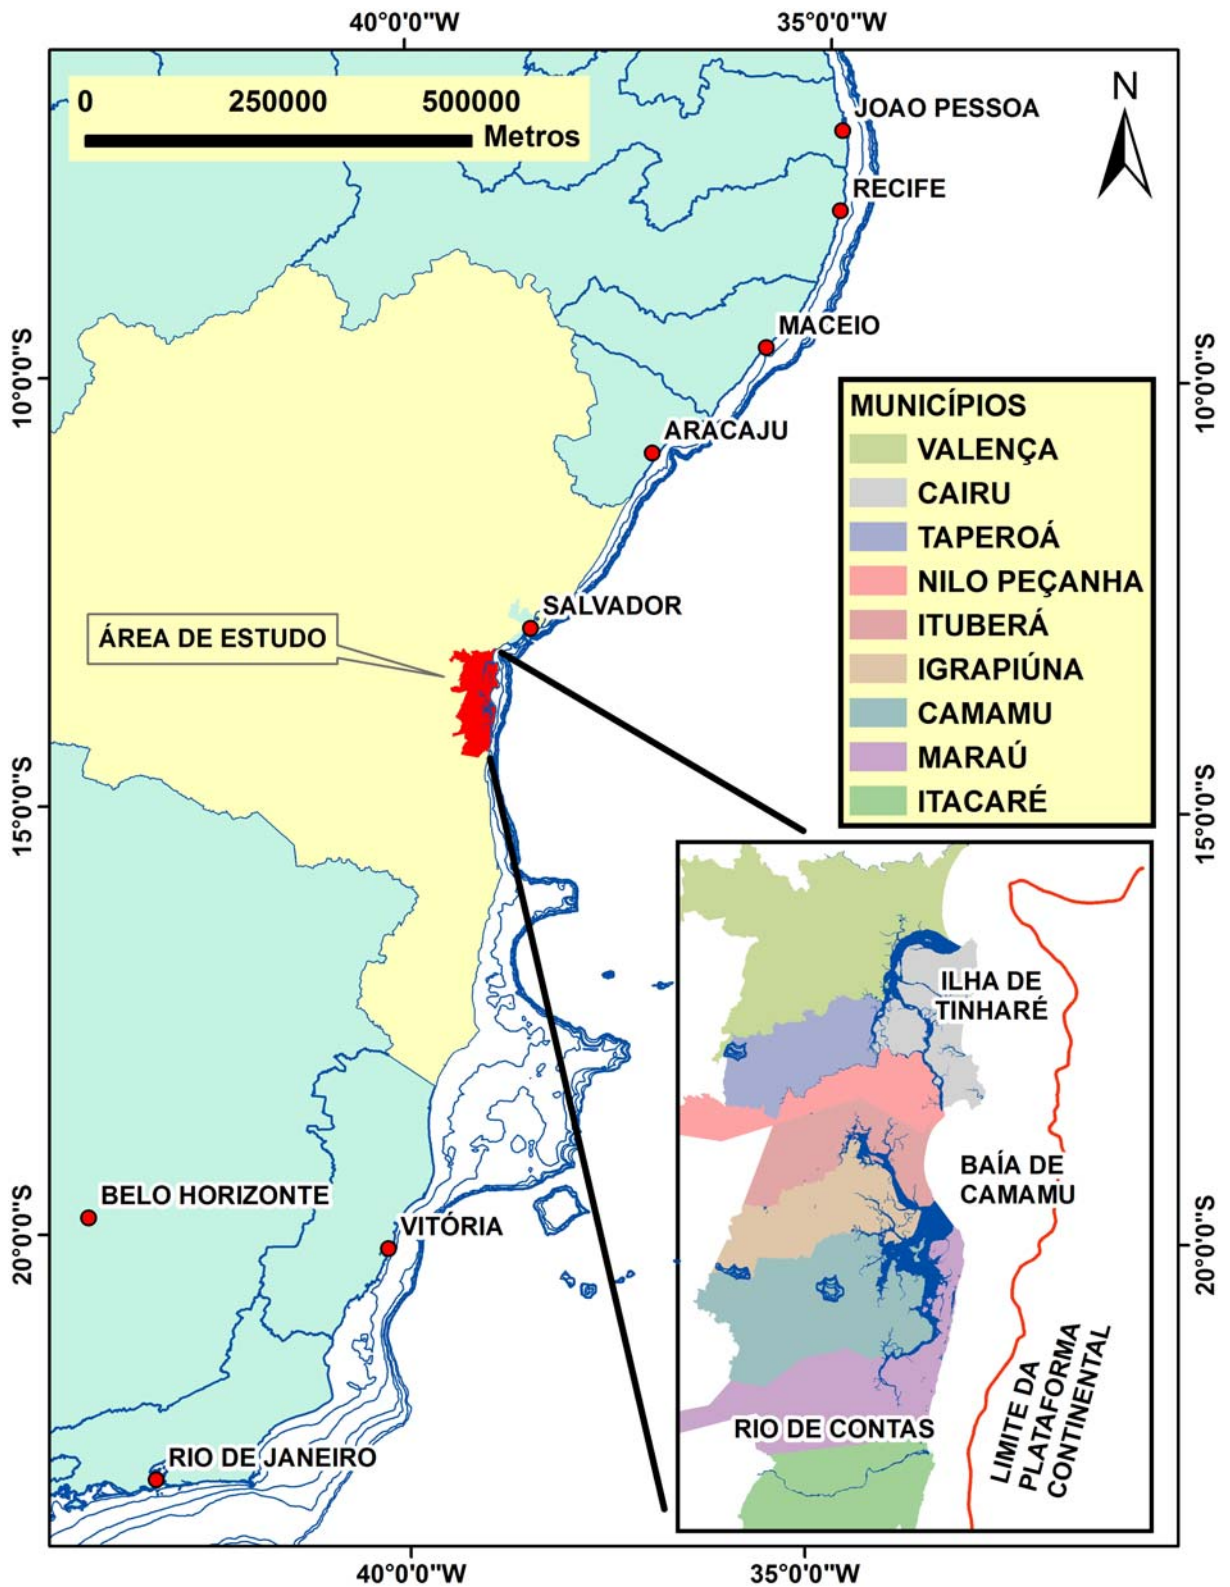 40°0'0"W
35°0'0"W
0
250000
500000
Metros
N
JOAO PESSOA
RECIFE
MACEIO
ARACAJU
10°0'0"S
10°0'0"S
MUNICÍPIOS
VALENÇA
CAIRU
TAPEROÁ
NILO PEÇANHA
ITUBERÁ
IGRAPIÚNA
CAMAMU
MARAÚ
ITACARÉ
SALVADOR
ÁREA DE ESTUDO
15°0'0"S
15°0'0"S
ILHA DE
TINHARÉ
BAÍA DE
CAMAMU
BELO HORIZONTE
VITÓRIA
20°0'0"S
20°0'0"S
LIMITE DA
PLATAFORMA
CONTINENTAL
RIO DE CONTAS
RIO DE JANEIRO
40°0'0"W
35°0'0"W